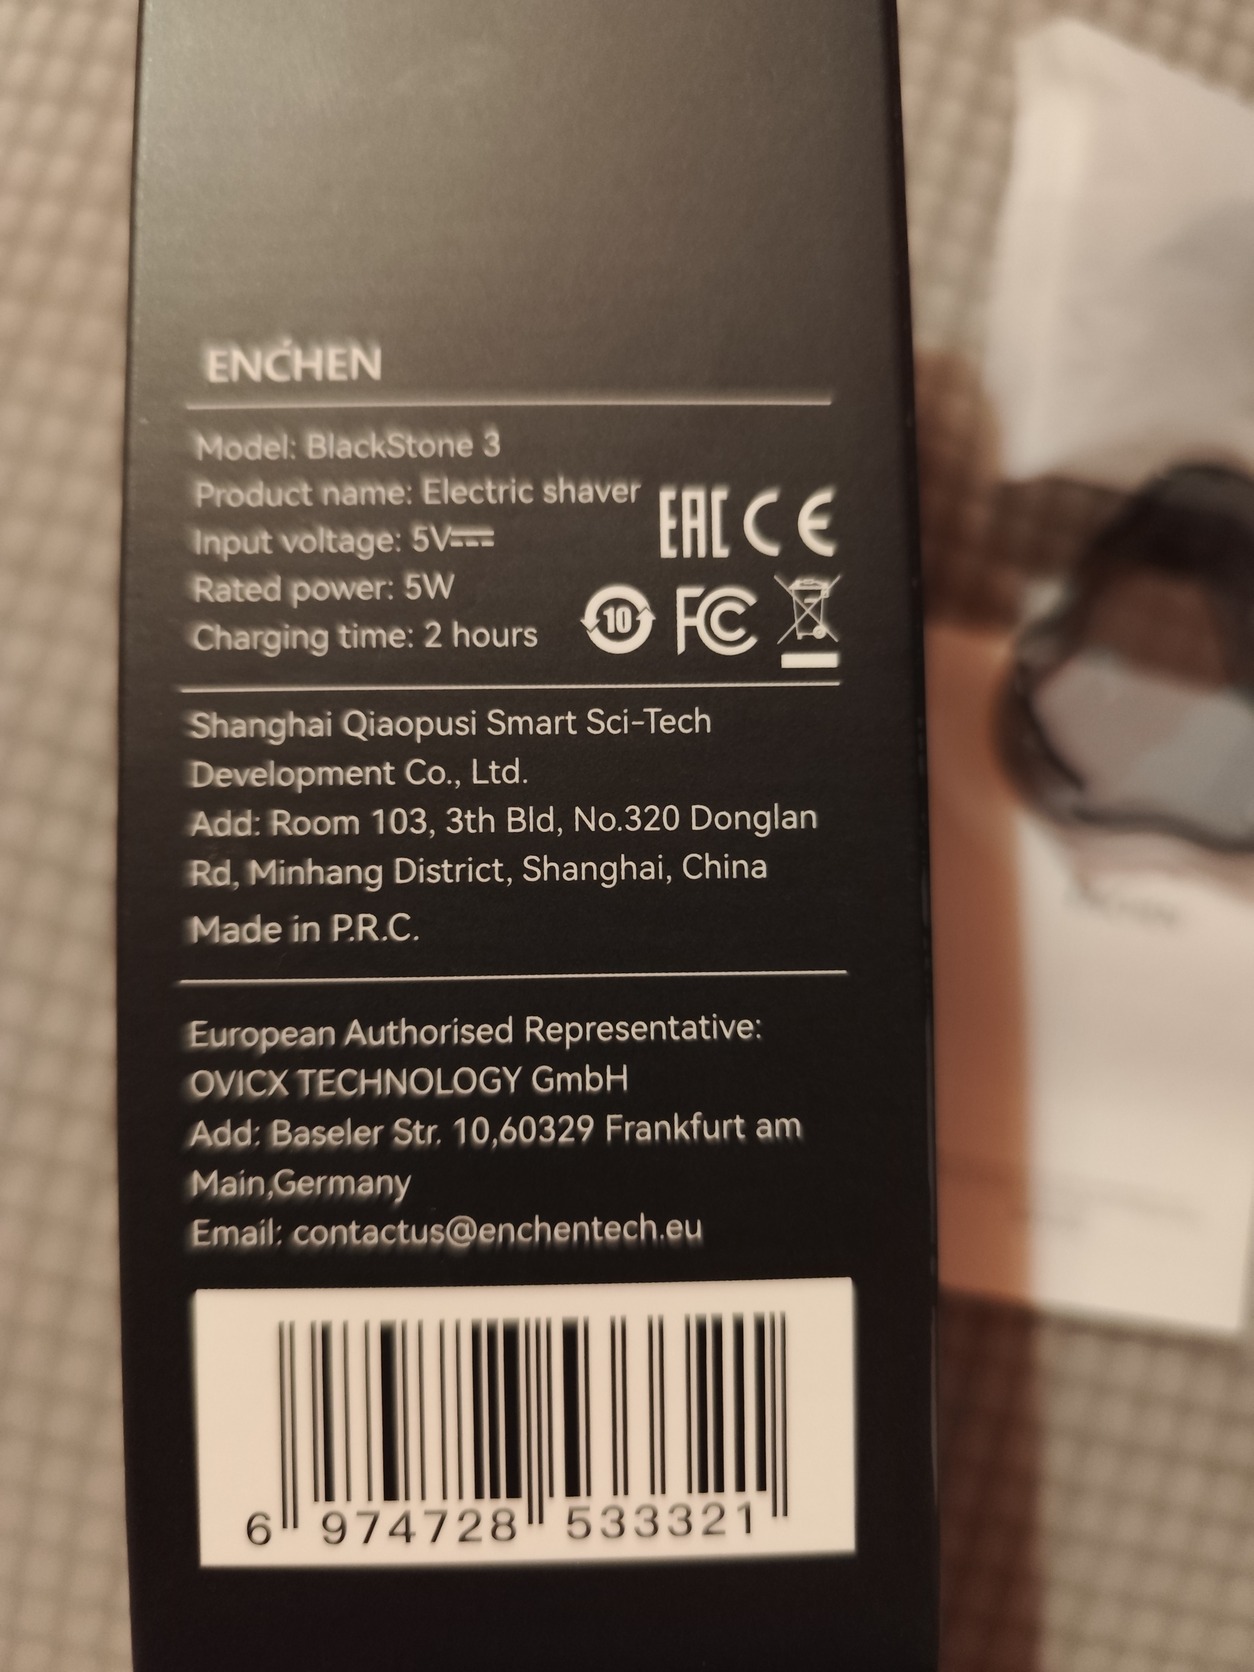 ENCHEN
Model: BlackStone 3
Product name: Electric shaver
Input voltage: 5V⎓
Rated power: 5W
Charging time: 2 hours
EAC CE
10 FC
Shanghai Qiaopusi Smart Sci-Tech
Development Co., Ltd.
Add: Room 103, 3th Bld, No.320 Donglan
Rd, Minhang District, Shanghai, China
Made in P.R.C.
European Authorised Representative:
OVICX TECHNOLOGY GmbH
Add: Baseler Str. 10,60329 Frankfurt am
Main,Germany
Email: contactus@enchentech.eu
6 974728 533321